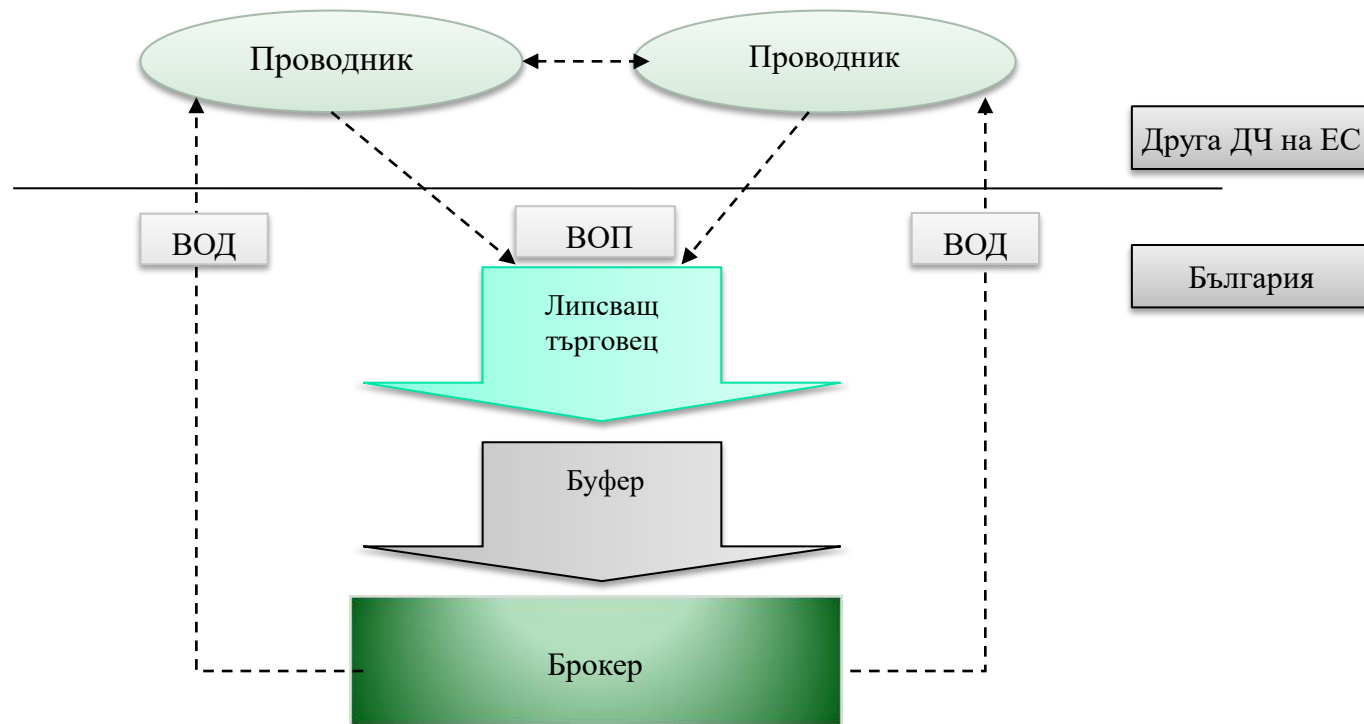 Проводник
Проводник
Друга ДЧ на ЕС
ВОД
ВОП
ВОД
България
Липсващ
търговец
Буфер
Брокер